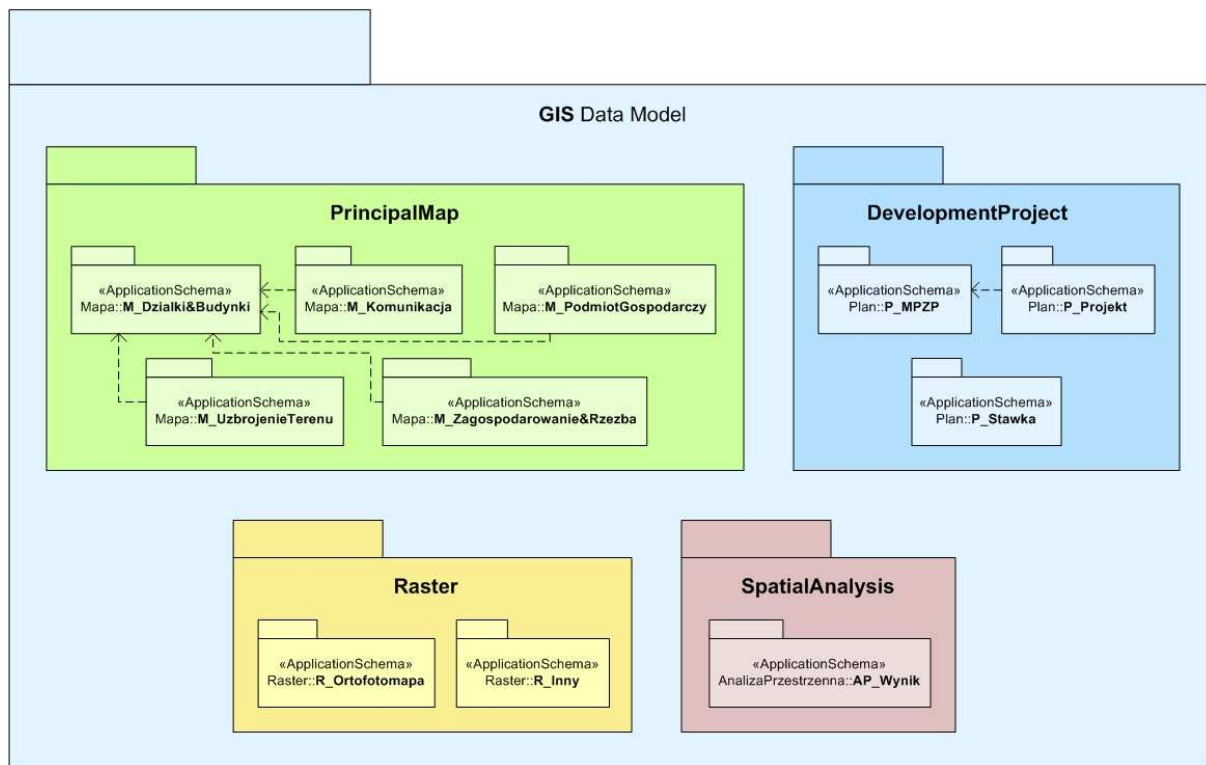 GIS Data Model
PrincipalMap
«ApplicationSchema»
Mapa::M_Dzialki&Budynki
«ApplicationSchema»
Mapa::M_Komunikacja
«ApplicationSchema»
Mapa::M_PodmiotGospodarczy
«ApplicationSchema»
Mapa::M_UzbrojenieTerenu
«ApplicationSchema»
Mapa::M_Zagospodarowanie&Rzezba
DevelopmentProject
«ApplicationSchema»
Plan::P_MPZP
«ApplicationSchema»
Plan::P_Projekt
«ApplicationSchema»
Plan::P_Stawka
Raster
«ApplicationSchema»
Raster::R_Ortofotomapa
«ApplicationSchema»
Raster::R_Inny
SpatialAnalysis
«ApplicationSchema»
AnalizaPrzestrzenna::AP_Wynik